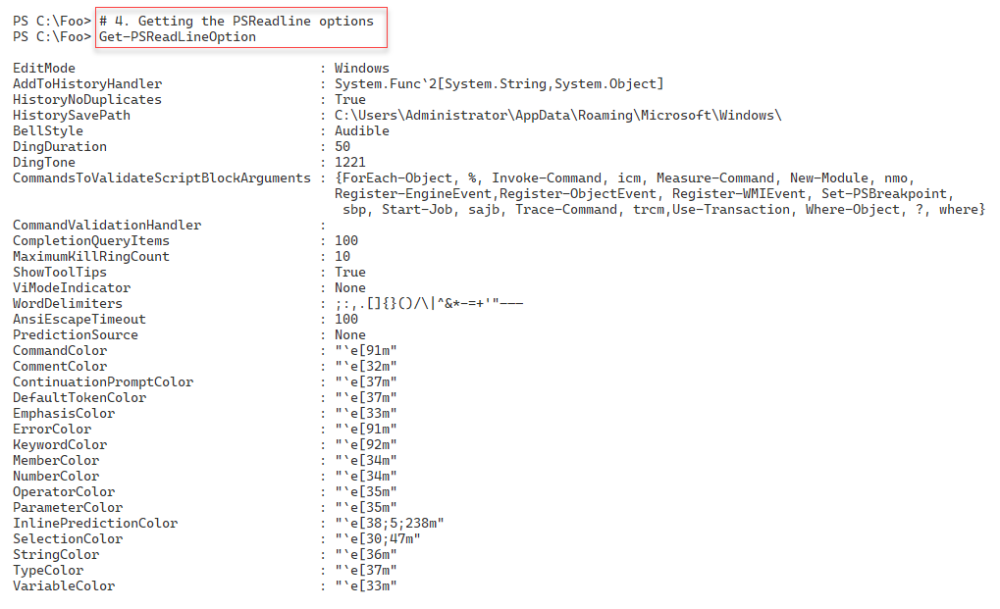 PS C:\Foo> # 4. Getting the PSReadline options
PS C:\Foo> Get-PSReadLineOption
EditMode : Windows
AddToHistoryHandler : System.Func`2[System.String,System.Object]
HistoryNoDuplicates : True
HistorySavePath : C:\Users\Administrator\AppData\Roaming\Microsoft\Windows\
BellStyle : Audible
DingDuration : 50
DingTone : 1221
CommandsToValidateScriptBlockArguments : {ForEach-Object, %, Invoke-Command, icm, Measure-Command, New-Module, nmo,
Register-EngineEvent,Register-ObjectEvent, Register-WMIEvent, Set-PSBreakpoint,
sbp, Start-Job, sajb, Trace-Command, trcm,Use-Transaction, Where-Object, ?, where}
CommandValidationHandler :
CompletionQueryItems : 100
MaximumKillRingCount : 10
ShowToolTips : True
ViModeIndicator : None
WordDelimiters : ;:,.[]{}()/\|^&*-=+'"–—―
AnsiEscapeTimeout : 100
PredictionSource : None
CommandColor : "`e[91m"
CommentColor : "`e[32m"
ContinuationPromptColor : "`e[37m"
DefaultTokenColor : "`e[37m"
EmphasisColor : "`e[33m"
ErrorColor : "`e[91m"
KeywordColor : "`e[92m"
MemberColor : "`e[34m"
NumberColor : "`e[34m"
OperatorColor : "`e[35m"
ParameterColor : "`e[35m"
InlinePredictionColor : "`e[38;5;238m"
SelectionColor : "`e[30;47m"
StringColor : "`e[36m"
TypeColor : "`e[37m"
VariableColor : "`e[33m"